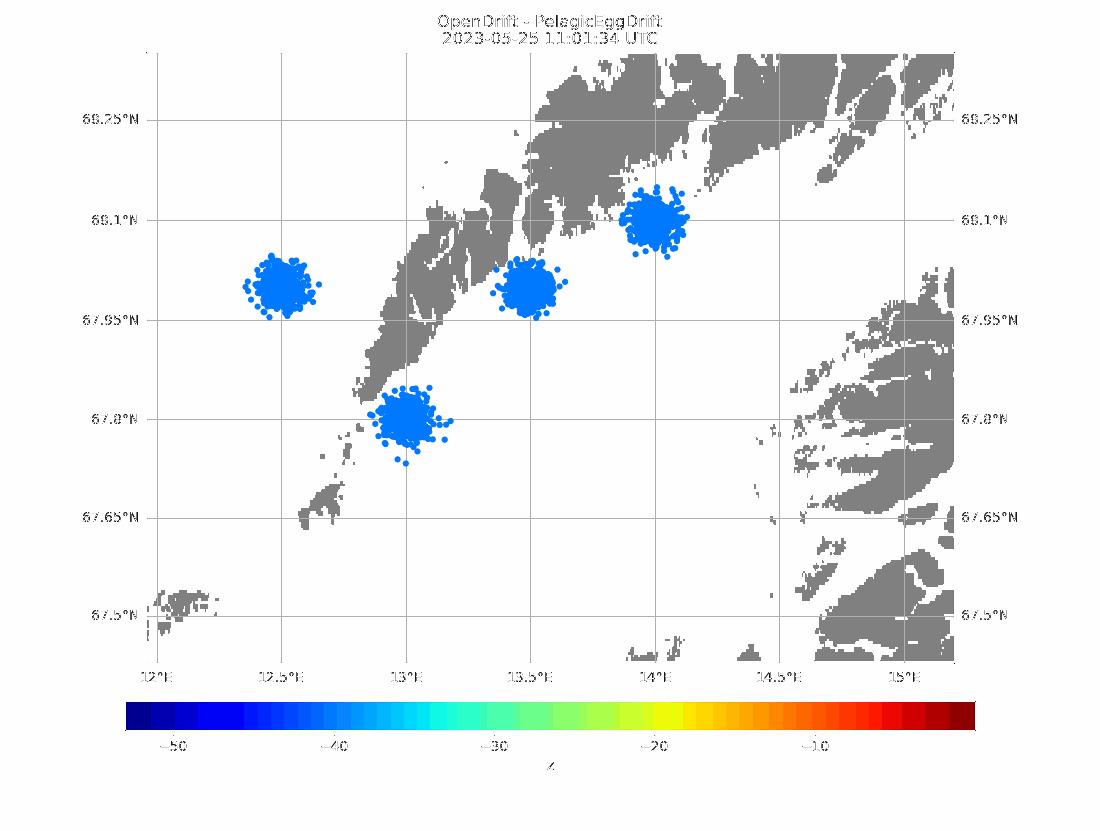 OpenDrift - PelagicEggDrift
2023-05-25 11:01:34 UTC
68.25°N 68.25°N
68.1°N 68.1°N
67.95°N 67.95°N
67.8°N 67.8°N
67.65°N 67.65°N
67.5°N 67.5°N
12°E 12.5°E 13°E 13.5°E 14°E 14.5°E 15°E
−50 −40 −30 −20 −10
z